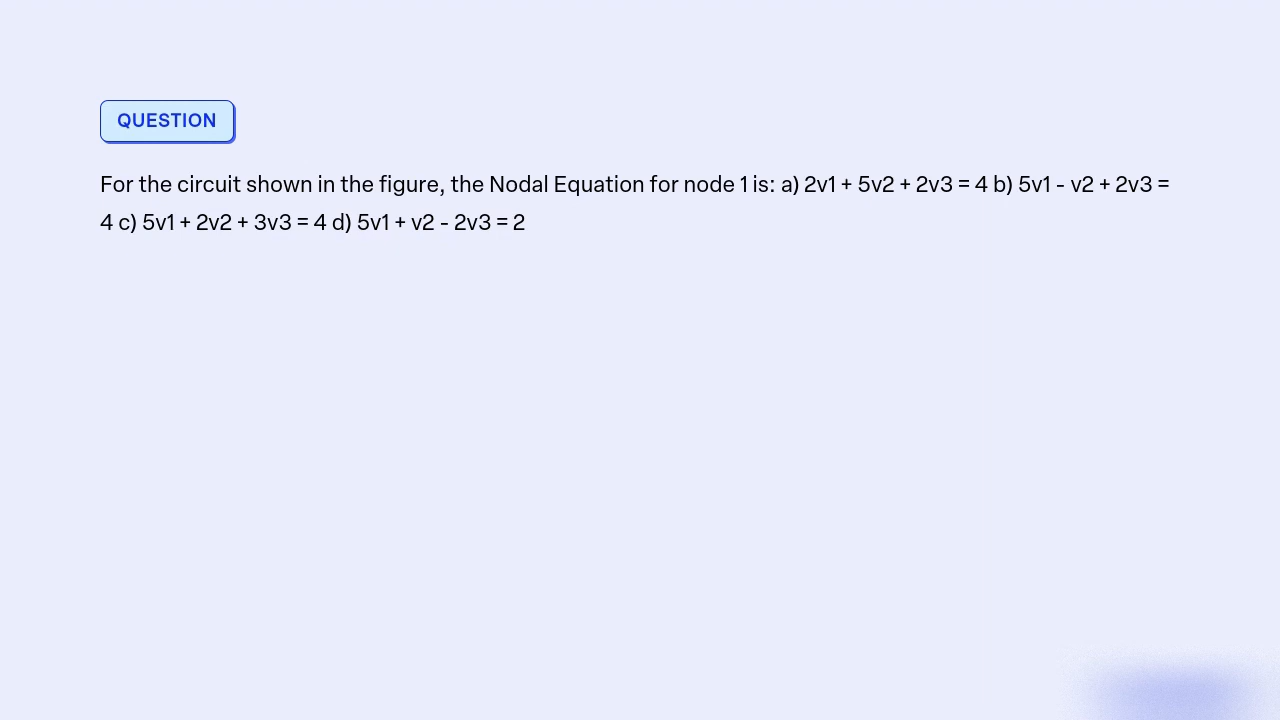 QUESTION
For the circuit shown in the figure, the Nodal Equation for node 1 is: a) 2v1 + 5v2 + 2v3 = 4 b) 5v1 - v2 + 2v3 =
4 c) 5v1 + 2v2 + 3v3 = 4 d) 5v1 + v2 - 2v3 = 2